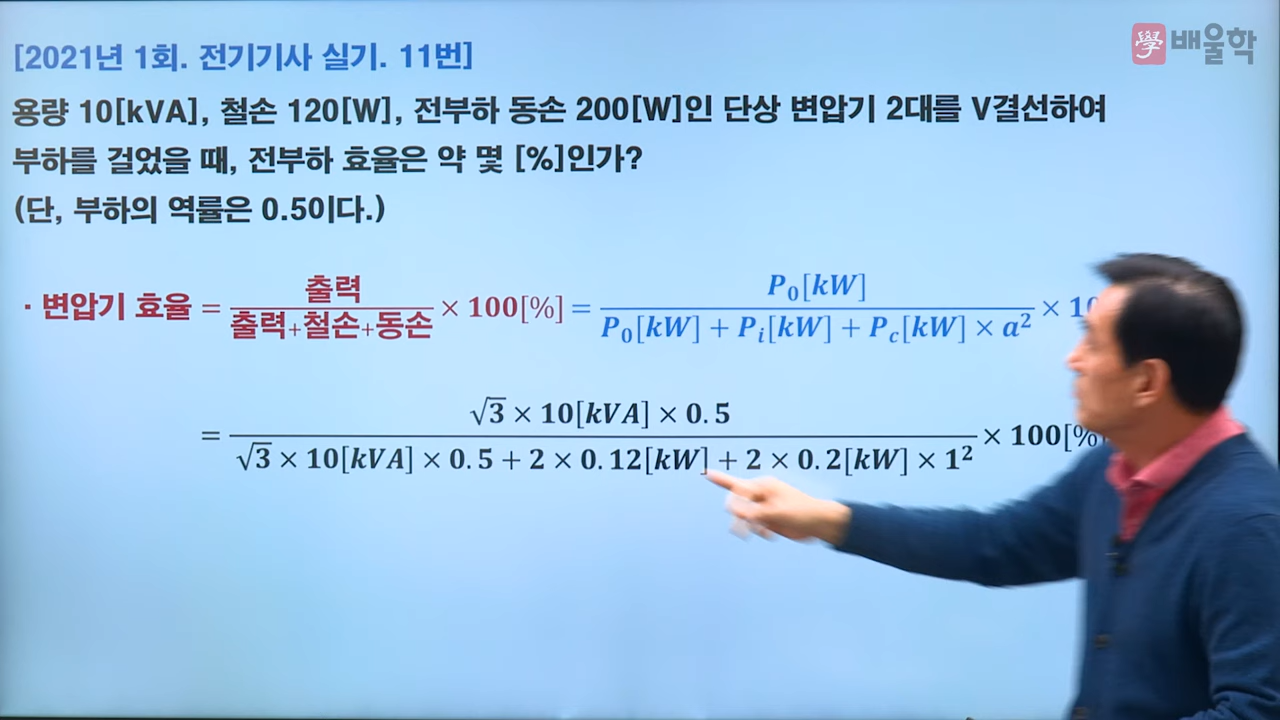 學 배울학
[2021년 1회. 전기기사 실기. 11번]
용량 10[kVA], 철손 120[W], 전부하 동손 200[W]인 단상 변압기 2대를 V결선하여
부하를 걸었을 때, 전부하 효율은 약 몇 [%]인가?
(단, 부하의 역률은 0.5이다.)
· 변압기 효율 = 출력 / 출력+철손+동손 × 100[%] = P₀[kW] / P₀[kW] + Pᵢ[kW] + P_c[kW] × a² × 10
= √3 × 10[kVA] × 0.5 / √3 × 10[kVA] × 0.5 + 2 × 0.12[kW] + 2 × 0.2[kW] × 1² × 100[%